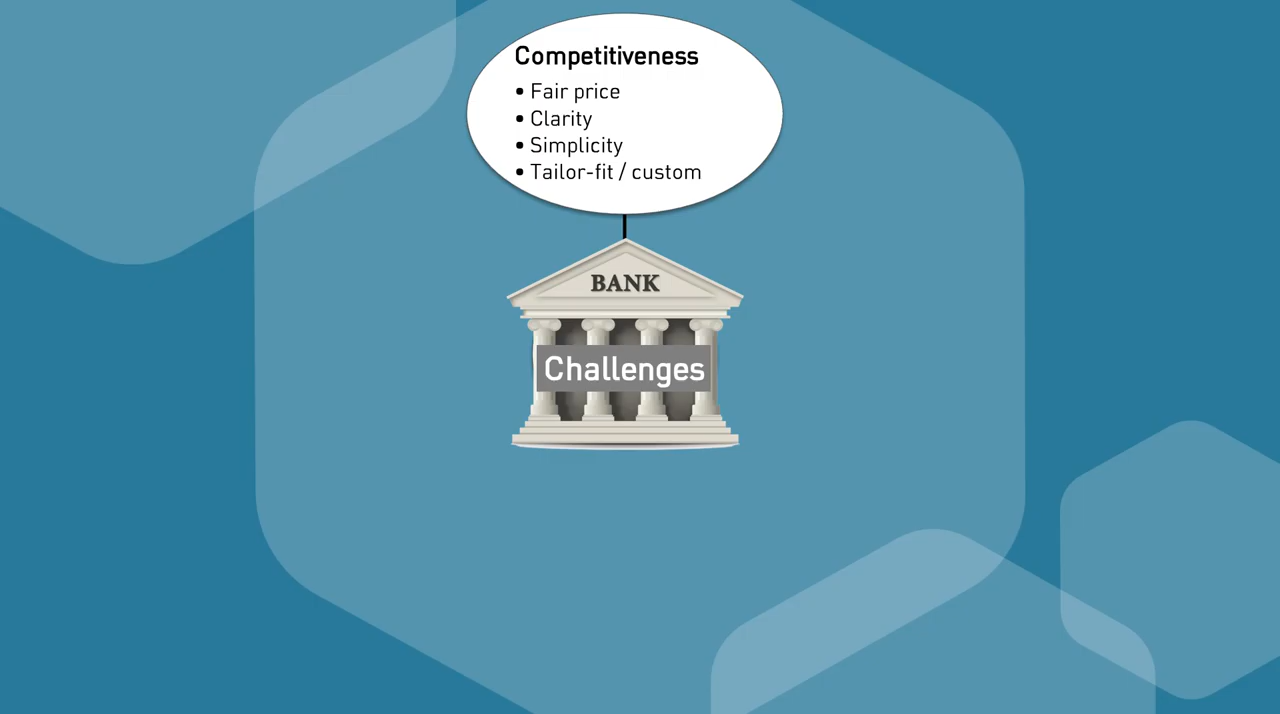 Competitiveness
• Fair price
• Clarity
• Simplicity
• Tailor-fit / custom
BANK
Challenges